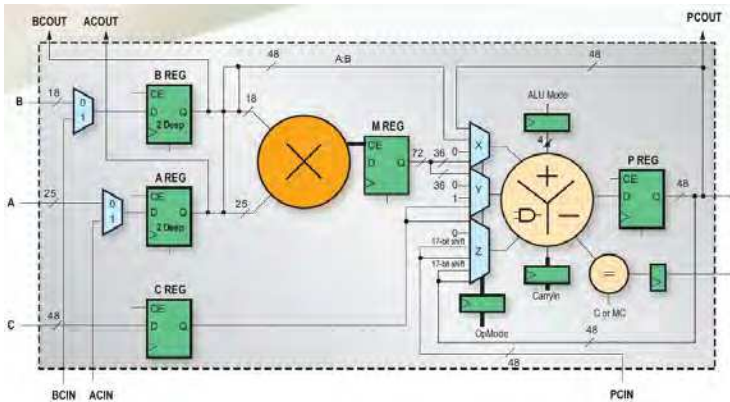 BCOUT ACOUT PCOUT
48 A:B 48
B REG
ALU Mode
B 18 0 1 CE D Q 2 Deep 18
M REG
4
CE D Q 72 36 0 X
P REG
A REG
36 0 1 Y
CE D Q 48
A 25 0 1 CE D Q 2 Deep 25
0
17-bit shift Z
17-bit shift
=
C REG
CE
CarryIn
C or MC
C 48 D Q
OpMode 48
48
BCIN ACIN PCIN